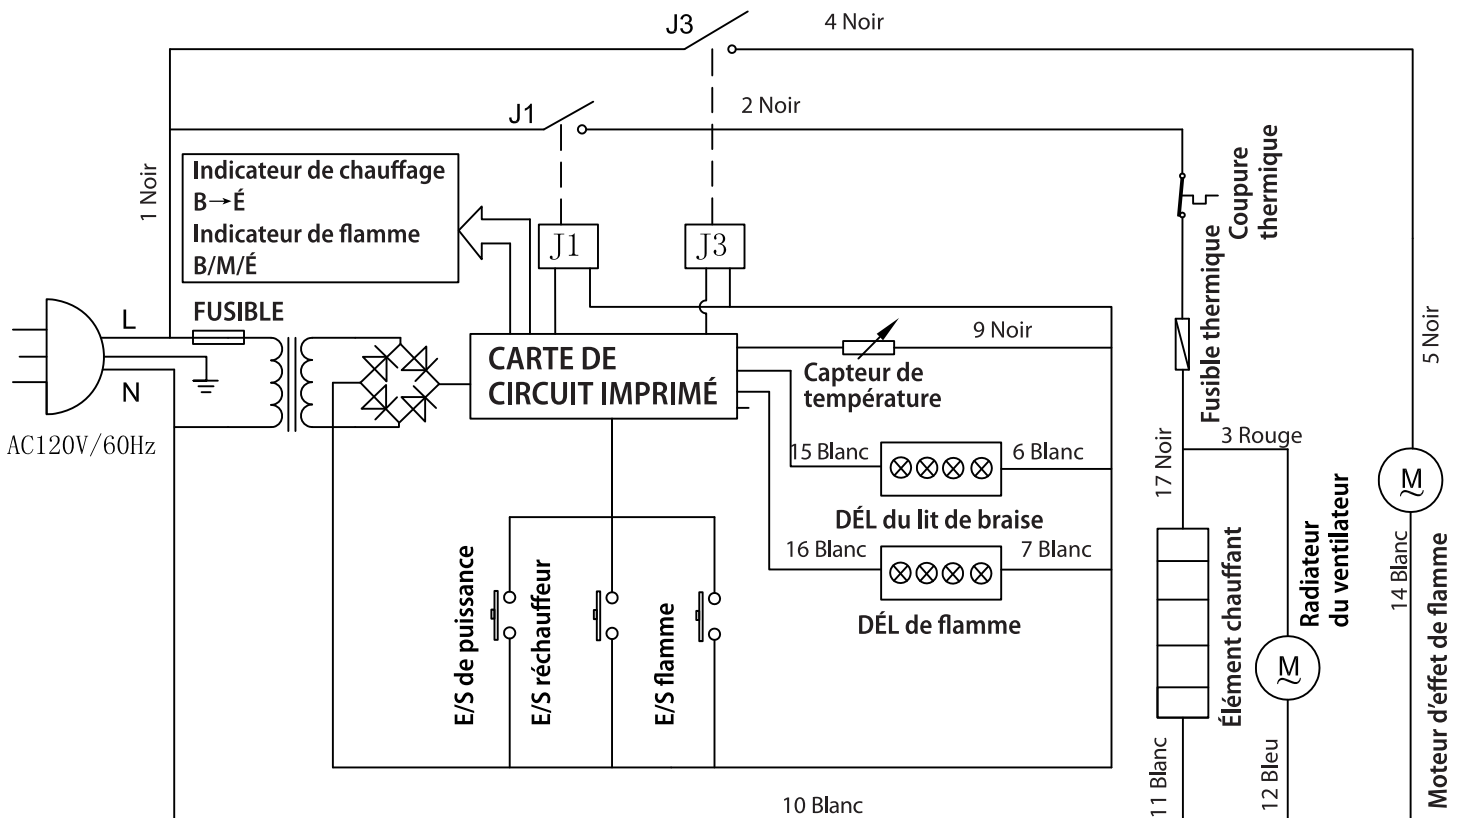 J3
4 Noir
J1
2 Noir
1 Noir
Indicateur de chauffage
B→É
Indicateur de flamme
B/M/É
J1
J3
Coupure
thermique
Fusible thermique
L
FUSIBLE
N
AC120V/60Hz
CARTE DE
CIRCUIT IMPRIMÉ
9 Noir
Capteur de
température
5 Noir
3 Rouge
17 Noir
15 Blanc
6 Blanc
DÉL du lit de braise
16 Blanc
7 Blanc
DÉL de flamme
E/S de puissance
E/S réchauffeur
E/S flamme
Élément chauffant
Radiateur
du ventilateur
M
M
14 Blanc
Moteur d'effet de flamme
11 Blanc
12 Bleu
10 Blanc